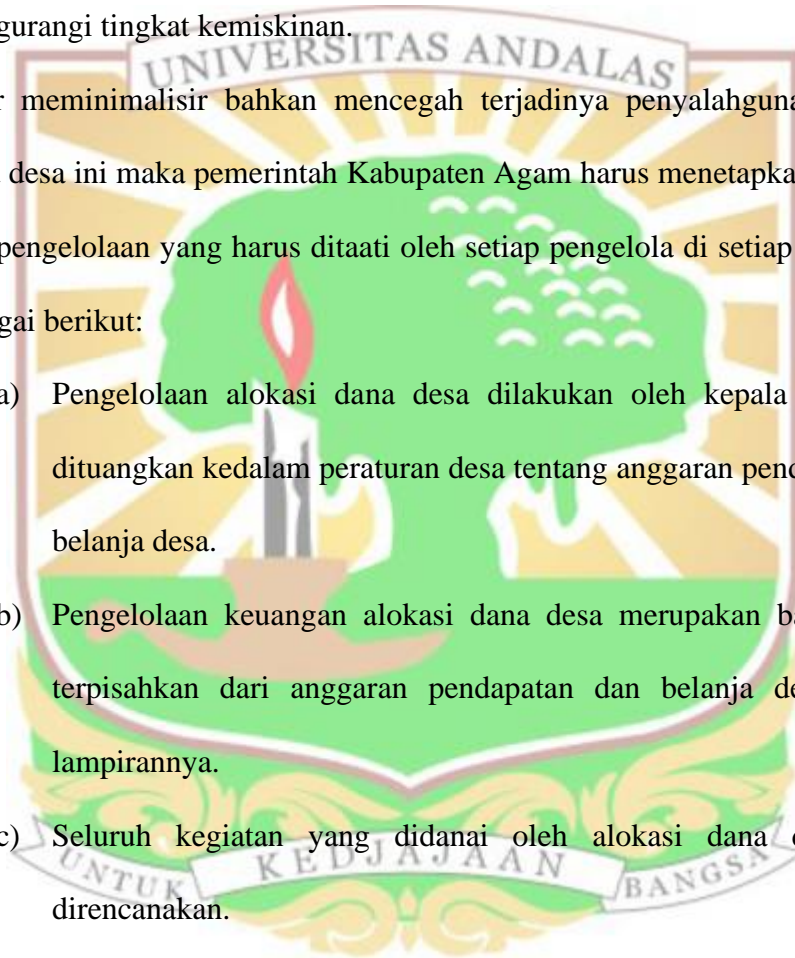 gurangi tingkat kemiskinan.
UNIVERSITAS ANDALAS
meminimalisir bahkan mencegah terjadinya penyalahguna
desa ini maka pemerintah Kabupaten Agam harus menetapka
pengelolaan yang harus ditaati oleh setiap pengelola di setiap
gai berikut:
a) Pengelolaan alokasi dana desa dilakukan oleh kepala
dituangkan kedalam peraturan desa tentang anggaran pend
belanja desa.
b) Pengelolaan keuangan alokasi dana desa merupakan ba
terpisahkan dari anggaran pendapatan dan belanja de
lampirannya.
c) Seluruh kegiatan yang didanai oleh alokasi dana
direncanakan.
UNTUK KEDJAJAAN BANGSA